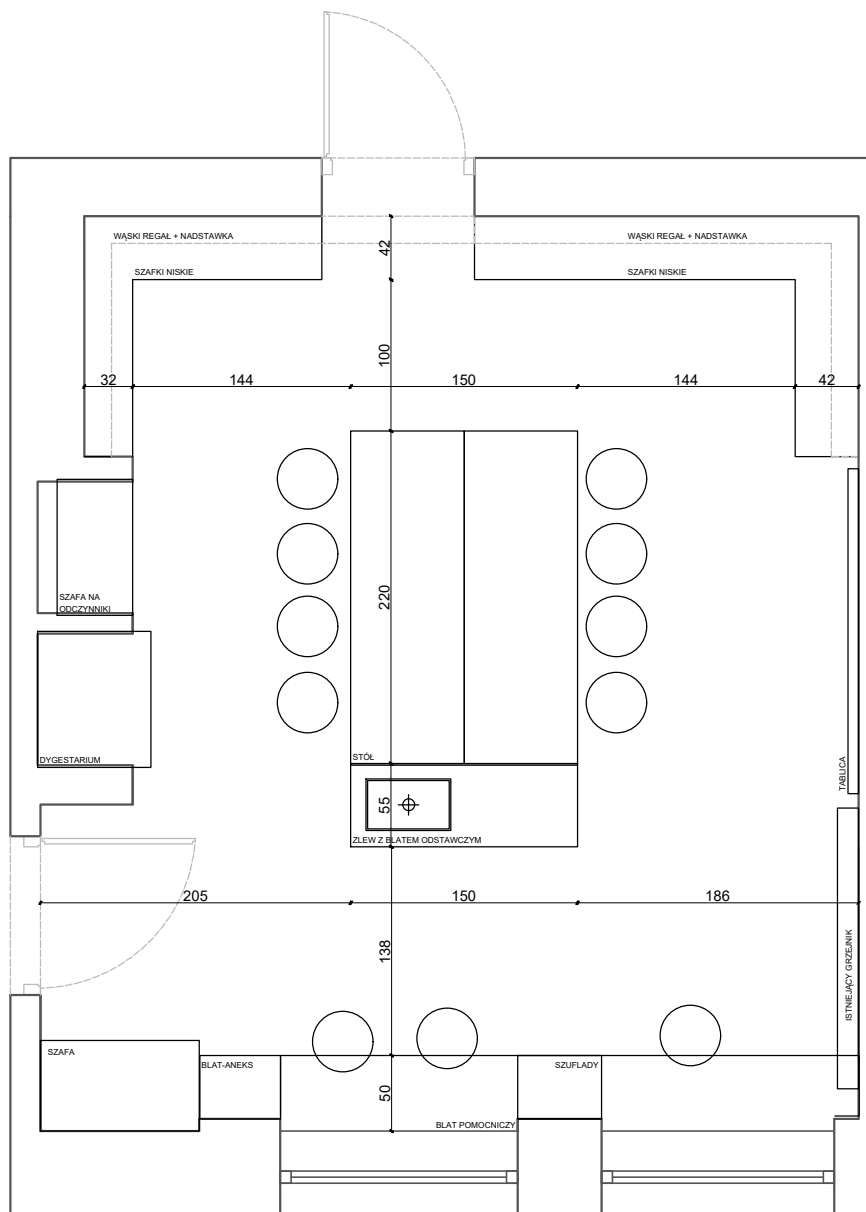 WĄSKI REGAŁ + NADSTAWKA
WĄSKI REGAŁ + NADSTAWKA
42
SZAFKI NISKIE
SZAFKI NISKIE
100
32
144
150
144
42
SZAFA NA
ODCZYNNIKI
220
DYGESTARIUM
STÓŁ
TABLICA
55
ZLEW Z BLATEM ODSTAWCZYM
205
150
186
138
ISTNIEJĄCY GRZEJNIK
SZAFA
BLAT-ANEKS
SZUFLADY
50
BLAT POMOCNICZY